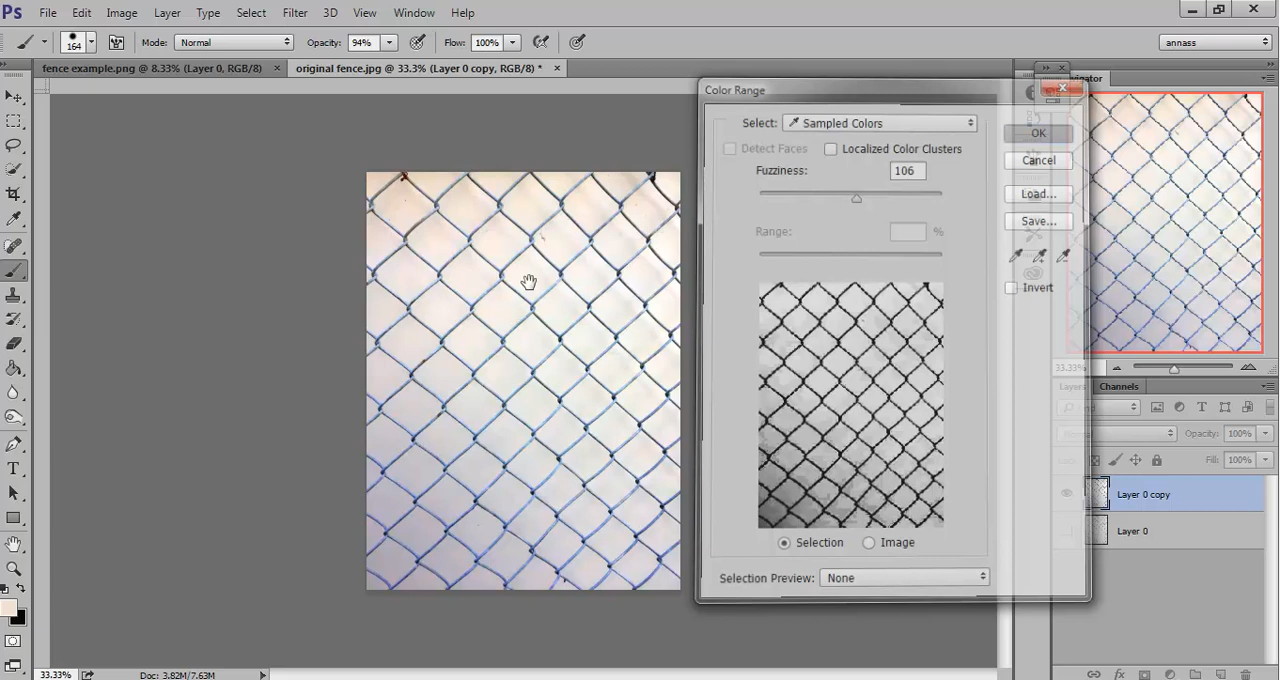 Ps File Edit Image Layer Type Select Filter 3D View Window Help
164 Mode: Normal Opacity: 94% Flow: 100% annass
fence example.png @ 8.33% (Layer 0, RGB/8) × original fence.jpg @ 33.3% (Layer 0 copy, RGB/8) * ×
Color Range
Select: Sampled Colors
Detect Faces Localized Color Clusters
Fuzziness: 106
Range: %
Selection Image
Selection Preview: None
OK
Cancel
Load...
Save...
Invert
33.33%
Layers Channels
Opacity: 100%
Fill: 100%
Layer 0 copy
Layer 0
33.33% Doc: 3.82M/7.63M